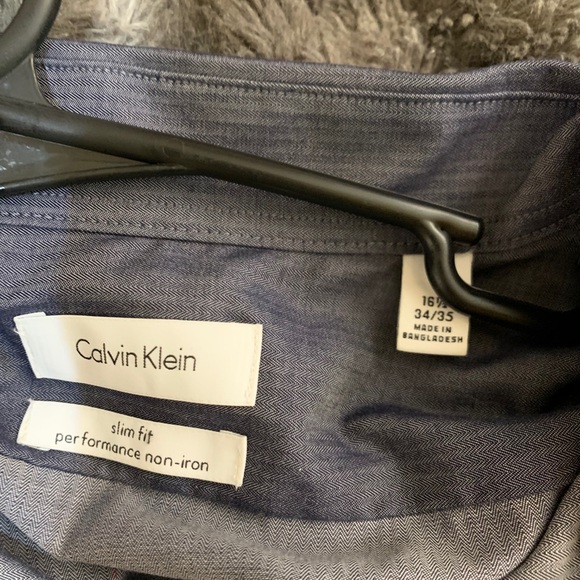 Calvin Klein
slim fit
performance non-iron
16½
34/35
MADE IN
BANGLADESH